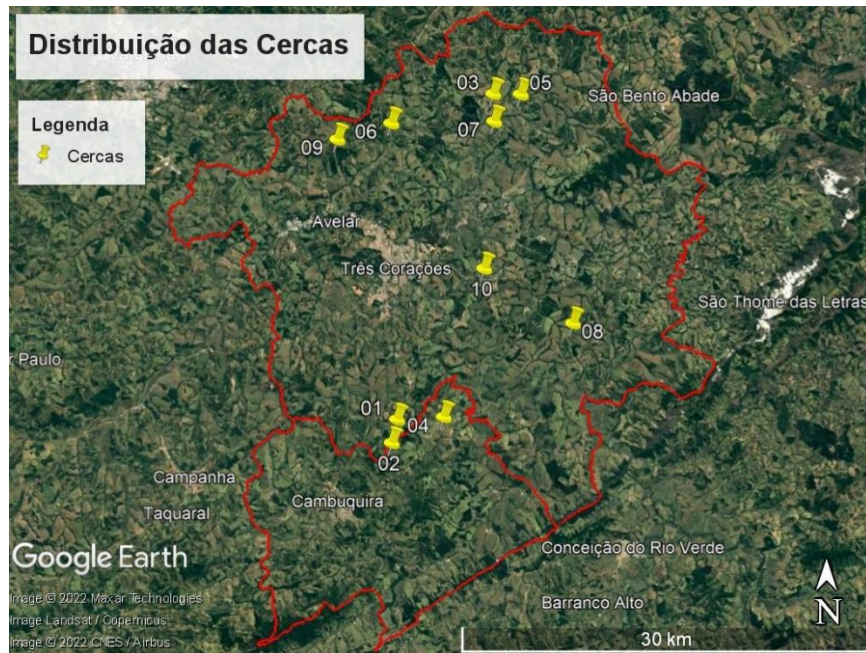 Distribuição das Cercas
Legenda
Cercas
03
05
São Bento Abade
06
07
09
Avelar
Três Corações
10
São Thomé das Letras
08
r Paulo
01
04
02
Campanha
Cambuquira
Taquaral
Google Earth
Conceição do Rio Verde
Image © 2022 Maxar Technologies
Image Landsat / Copernicus
Image © 2022 CNES / Airbus
Barranco Alto
N
30 km